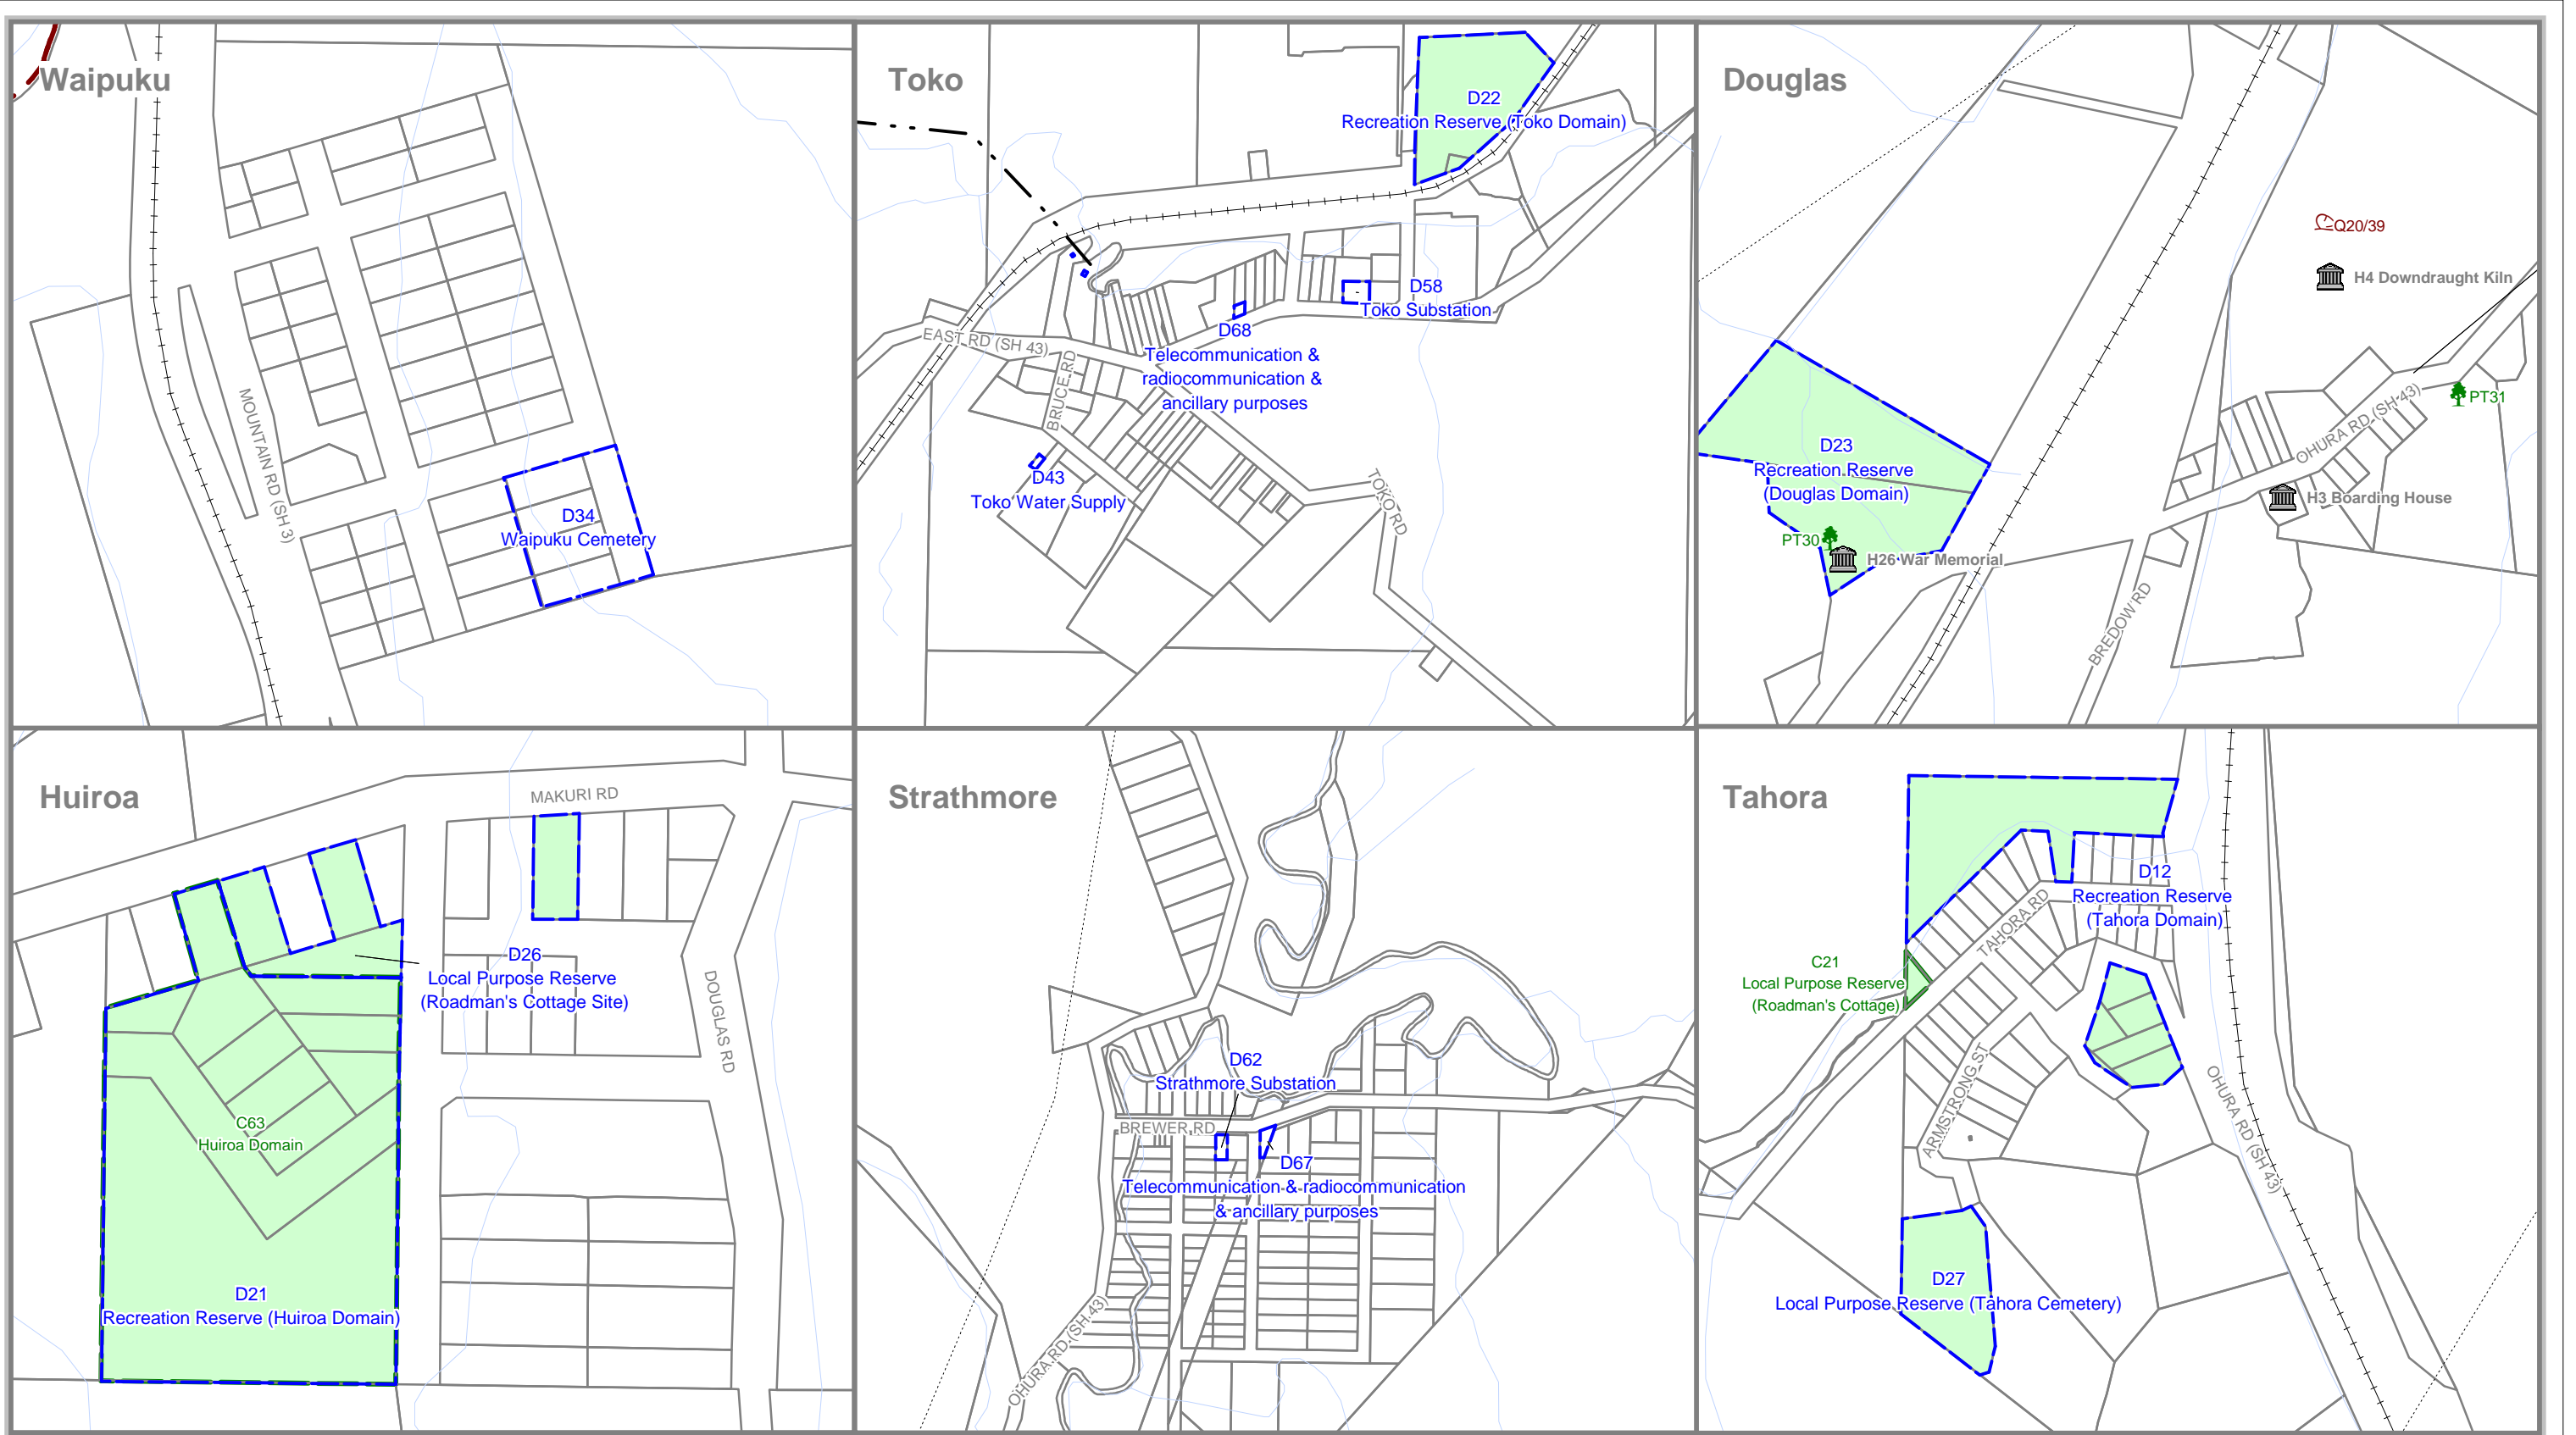 Waipuku
MOUNTAIN RD (SH 3)
D34
Waipuku Cemetery
Toko
D22
Recreation Reserve (Toko Domain)
D58
Toko Substation
D68
Telecommunication &
radiocommunication &
ancillary purposes
EAST RD (SH 43)
BRUCE RD
D43
Toko Water Supply
TOKO RD
Douglas
Q20/39
H4 Downdraught Kiln
PT31
OHURA RD (SH 43)
H3 Boarding House
D23
Recreation Reserve
(Douglas Domain)
PT30
H26 War Memorial
BREDOW RD
Huiroa
MAKURI RD
D26
Local Purpose Reserve
(Roadman's Cottage Site)
DOUGLAS RD
C63
Huiroa Domain
D21
Recreation Reserve (Huiroa Domain)
Strathmore
D62
Strathmore Substation
BREWER RD
D67
Telecommunication & radiocommunication
& ancillary purposes
OHURA RD (SH 43)
Tahora
D12
Recreation Reserve
(Tahora Domain)
TAHORA RD
C21
Local Purpose Reserve
(Roadman's Cottage)
ARMSTRONG ST
OHURA RD (SH 43)
D27
Local Purpose Reserve (Tahora Cemetery)